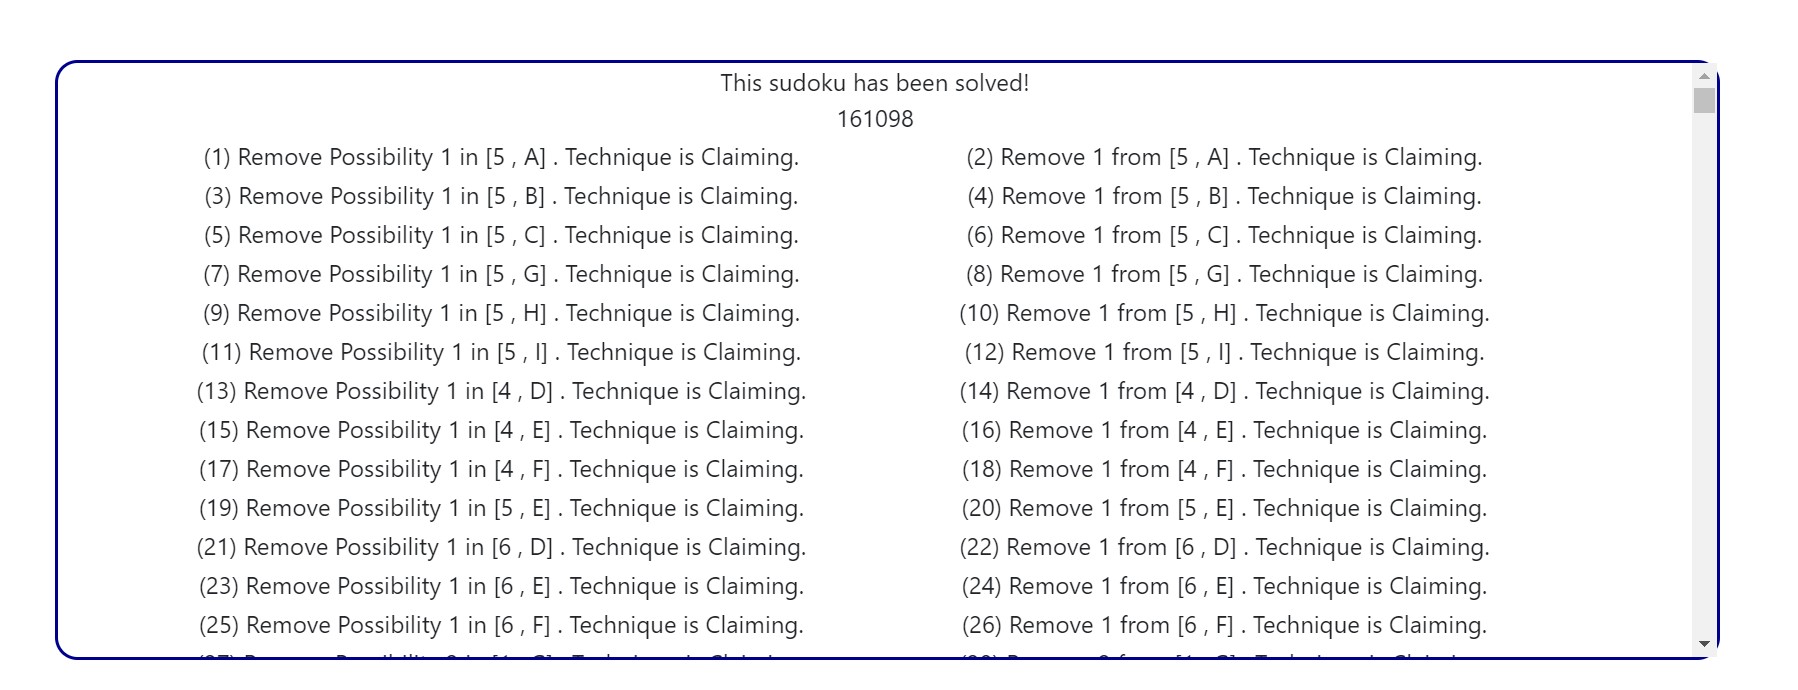 This sudoku has been solved!
161098
(1) Remove Possibility 1 in [5 , A] . Technique is Claiming. (2) Remove 1 from [5 , A] . Technique is Claiming.
(3) Remove Possibility 1 in [5 , B] . Technique is Claiming. (4) Remove 1 from [5 , B] . Technique is Claiming.
(5) Remove Possibility 1 in [5 , C] . Technique is Claiming. (6) Remove 1 from [5 , C] . Technique is Claiming.
(7) Remove Possibility 1 in [5 , G] . Technique is Claiming. (8) Remove 1 from [5 , G] . Technique is Claiming.
(9) Remove Possibility 1 in [5 , H] . Technique is Claiming. (10) Remove 1 from [5 , H] . Technique is Claiming.
(11) Remove Possibility 1 in [5 , I] . Technique is Claiming. (12) Remove 1 from [5 , I] . Technique is Claiming.
(13) Remove Possibility 1 in [4 , D] . Technique is Claiming. (14) Remove 1 from [4 , D] . Technique is Claiming.
(15) Remove Possibility 1 in [4 , E] . Technique is Claiming. (16) Remove 1 from [4 , E] . Technique is Claiming.
(17) Remove Possibility 1 in [4 , F] . Technique is Claiming. (18) Remove 1 from [4 , F] . Technique is Claiming.
(19) Remove Possibility 1 in [5 , E] . Technique is Claiming. (20) Remove 1 from [5 , E] . Technique is Claiming.
(21) Remove Possibility 1 in [6 , D] . Technique is Claiming. (22) Remove 1 from [6 , D] . Technique is Claiming.
(23) Remove Possibility 1 in [6 , E] . Technique is Claiming. (24) Remove 1 from [6 , E] . Technique is Claiming.
(25) Remove Possibility 1 in [6 , F] . Technique is Claiming. (26) Remove 1 from [6 , F] . Technique is Claiming.